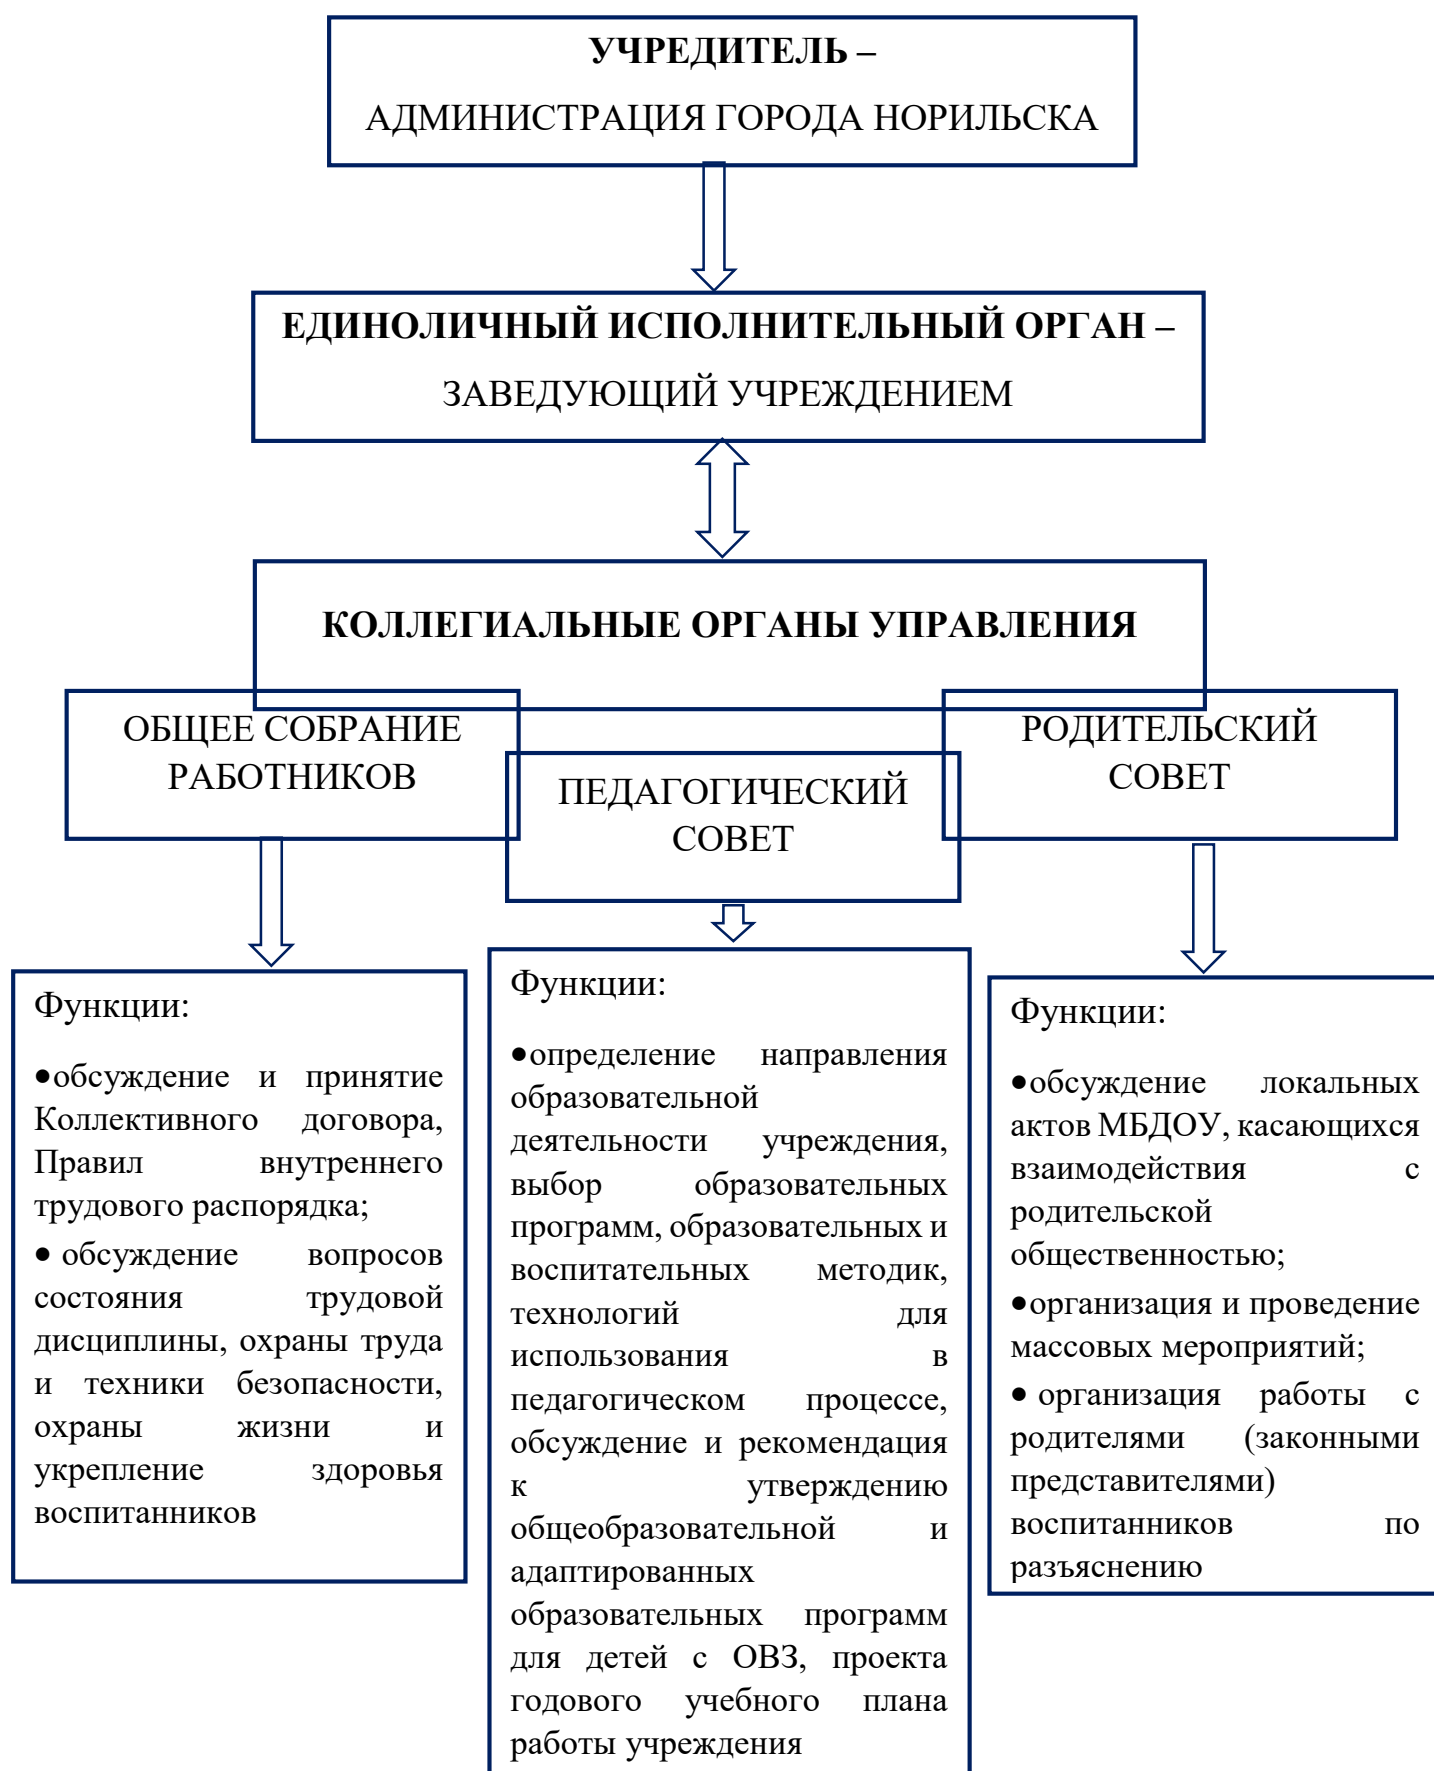 УЧРЕДИТЕЛЬ –
АДМИНИСТРАЦИЯ ГОРОДА НОРИЛЬСКА
ЕДИНОЛИЧНЫЙ ИСПОЛНИТЕЛЬНЫЙ ОРГАН –
ЗАВЕДУЮЩИЙ УЧРЕЖДЕНИЕМ
КОЛЛЕГИАЛЬНЫЕ ОРГАНЫ УПРАВЛЕНИЯ
ОБЩЕЕ СОБРАНИЕ
РАБОТНИКОВ
ПЕДАГОГИЧЕСКИЙ
СОВЕТ
РОДИТЕЛЬСКИЙ
СОВЕТ
Функции:
•обсуждение и принятие
Коллективного договора,
Правил внутреннего
трудового распорядка;
• обсуждение вопросов
состояния трудовой
дисциплины, охраны труда
и техники безопасности,
охраны жизни и
укрепление здоровья
воспитанников
Функции:
•определение направления
образовательной
деятельности учреждения,
выбор образовательных
программ, образовательных и
воспитательных методик,
технологий для
использования в
педагогическом процессе,
обсуждение и рекомендация
к утверждению
общеобразовательной и
адаптированных
образовательных программ
для детей с ОВЗ, проекта
годового учебного плана
работы учреждения
Функции:
•обсуждение локальных
актов МБДОУ, касающихся
взаимодействия с
родительской
общественностью;
•организация и проведение
массовых мероприятий;
• организация работы с
родителями (законными
представителями)
воспитанников по
разъяснению